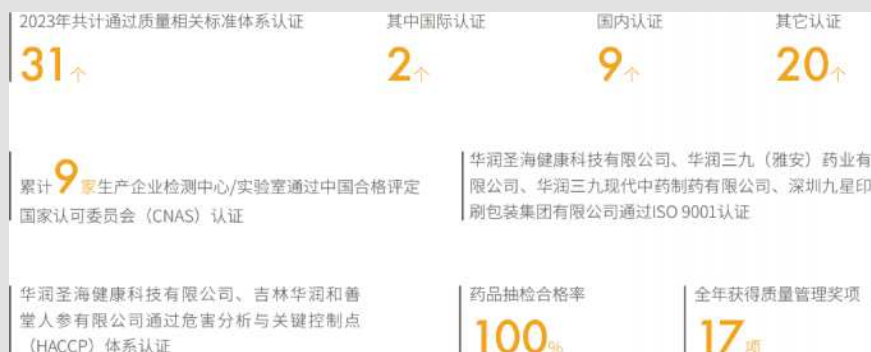 2023年共计通过质量相关标准体系认证
31个
其中国际认证
2个
国内认证
9个
其它认证
20个
累计9家生产企业检测中心/实验室通过中国合格评定
国家认可委员会（CNAS）认证
华润圣海健康科技有限公司、华润三九（雅安）药业有
限公司、华润三九现代中药制药有限公司、深圳九星印
刷包装集团有限公司通过ISO 9001认证
华润圣海健康科技有限公司、吉林华润和善
堂人参有限公司通过危害分析与关键控制点
（HACCP）体系认证
药品抽检合格率
100%
全年获得质量管理奖项
17项